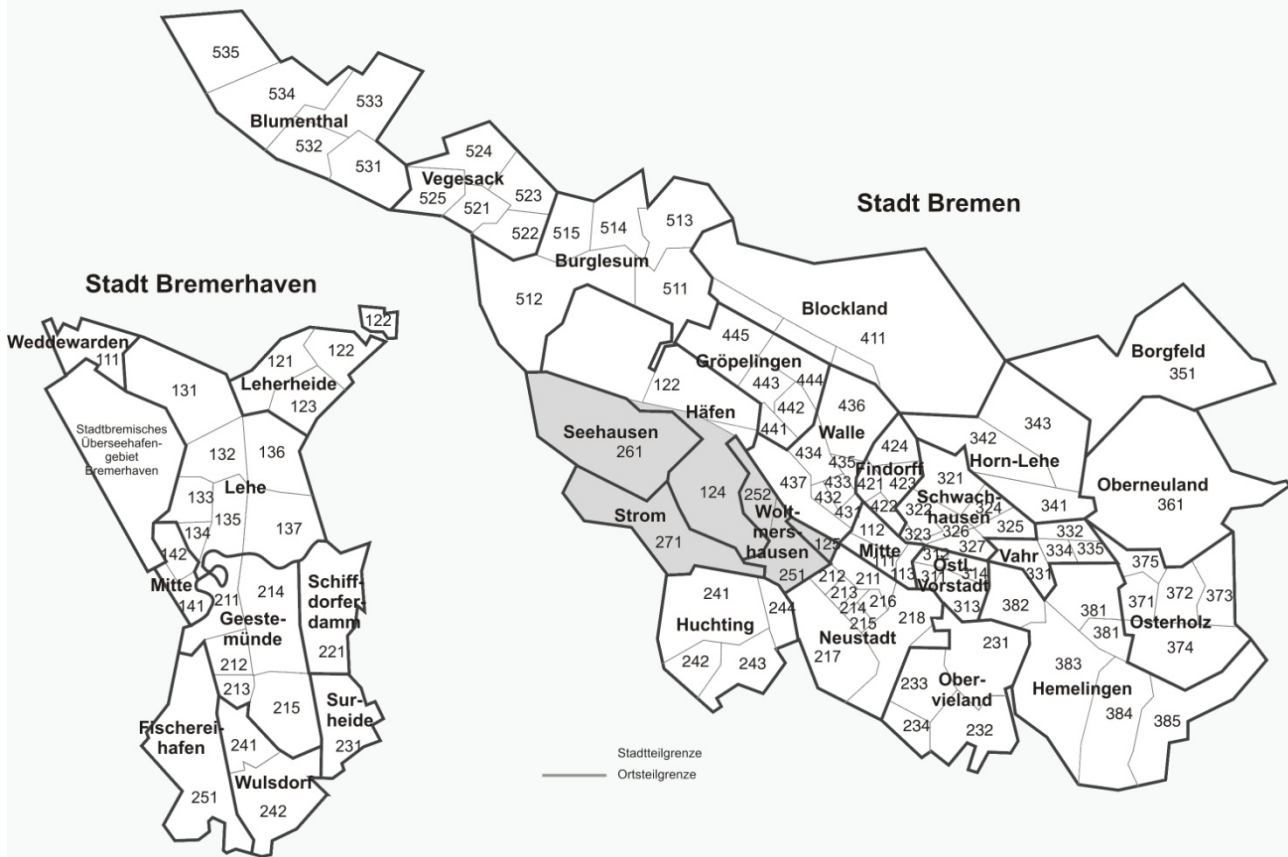 535
534
533
Blumenthal
532
531
524
Vegesack
525
521
523
522
515
514
513
Burglesum
512
511
Stadt Bremen
Blockland
411
Borgfeld
351
445
Gröpelingen
443
444
442
441
122
Häfen
436
Walle
434
435
433
437
432
431
424
Findorff
421
423
422
343
342
Horn-Lehe
341
321
Schwach-
hausen
324
322
326
325
323
327
Oberneuland
361
332
334
335
Vahr
331
Seehausen
261
124
252
Strom
271
Wolt-
mers-
hausen
125
251
112
Mitte
111
113
312
Östl.
311
314
Vorstadt
313
241
244
Huchting
242
243
212
211
213
214
216
215
218
Neustadt
217
231
233
Ober-
vieland
234
232
382
381
381
383
Hemelingen
384
385
375
371
372
373
Osterholz
374
Stadt Bremerhaven
Weddewarden
111
122
121
122
Leherheide
123
131
Stadtbremisches
Überseehafen-
gebiet
Bremerhaven
132
136
Lehe
133
135
134
137
142
Mitte
141
211
214
Geeste-
münde
Schiff-
dorfer-
damm
221
212
213
215
Sur-
heide
231
Fischerei-
hafen
251
241
Wulsdorf
242
Stadtteilgrenze
Ortsteilgrenze